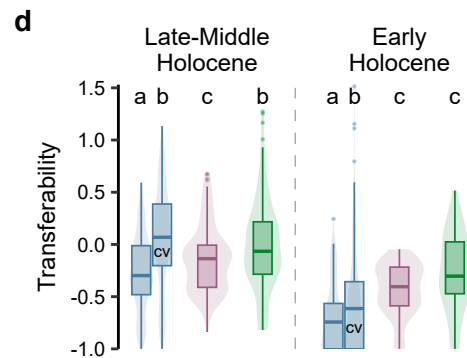 d
Late-Middle
Holocene
Early
Holocene
a b c b a b c c
1.5
1.0
0.5
0.0
-0.5
-1.0
Transferability
cv
cv